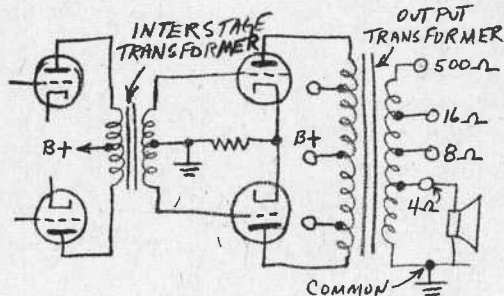 INTERSTAGE
TRANSFORMER
OUTPUT
TRANSFORMER
500Ω
16Ω
B+
B+
8Ω
4Ω
COMMON